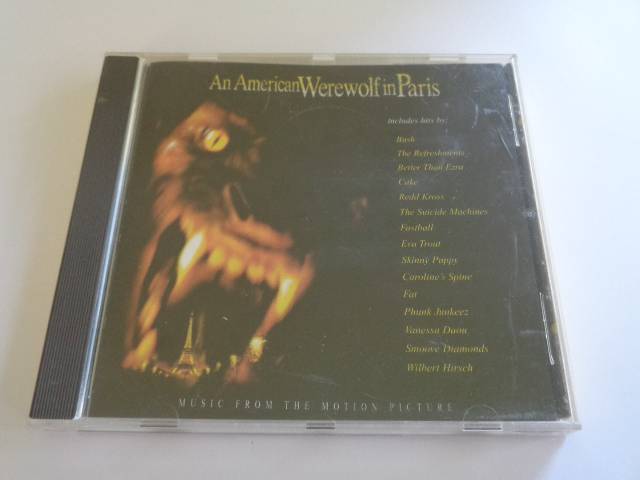 An American Werewolf in Paris
includes hits by:
Bush
The Refreshments
Better Than Ezra
Cake
Redd Kross
The Suicide Machines
Fastball
Eva Trout
Skinny Puppy
Caroline's Spine
Fat
Phunk Junkeez
Vanessa Daou
Smoove Diamonds
Wilbert Hirsch
MUSIC FROM THE MOTION PICTURE